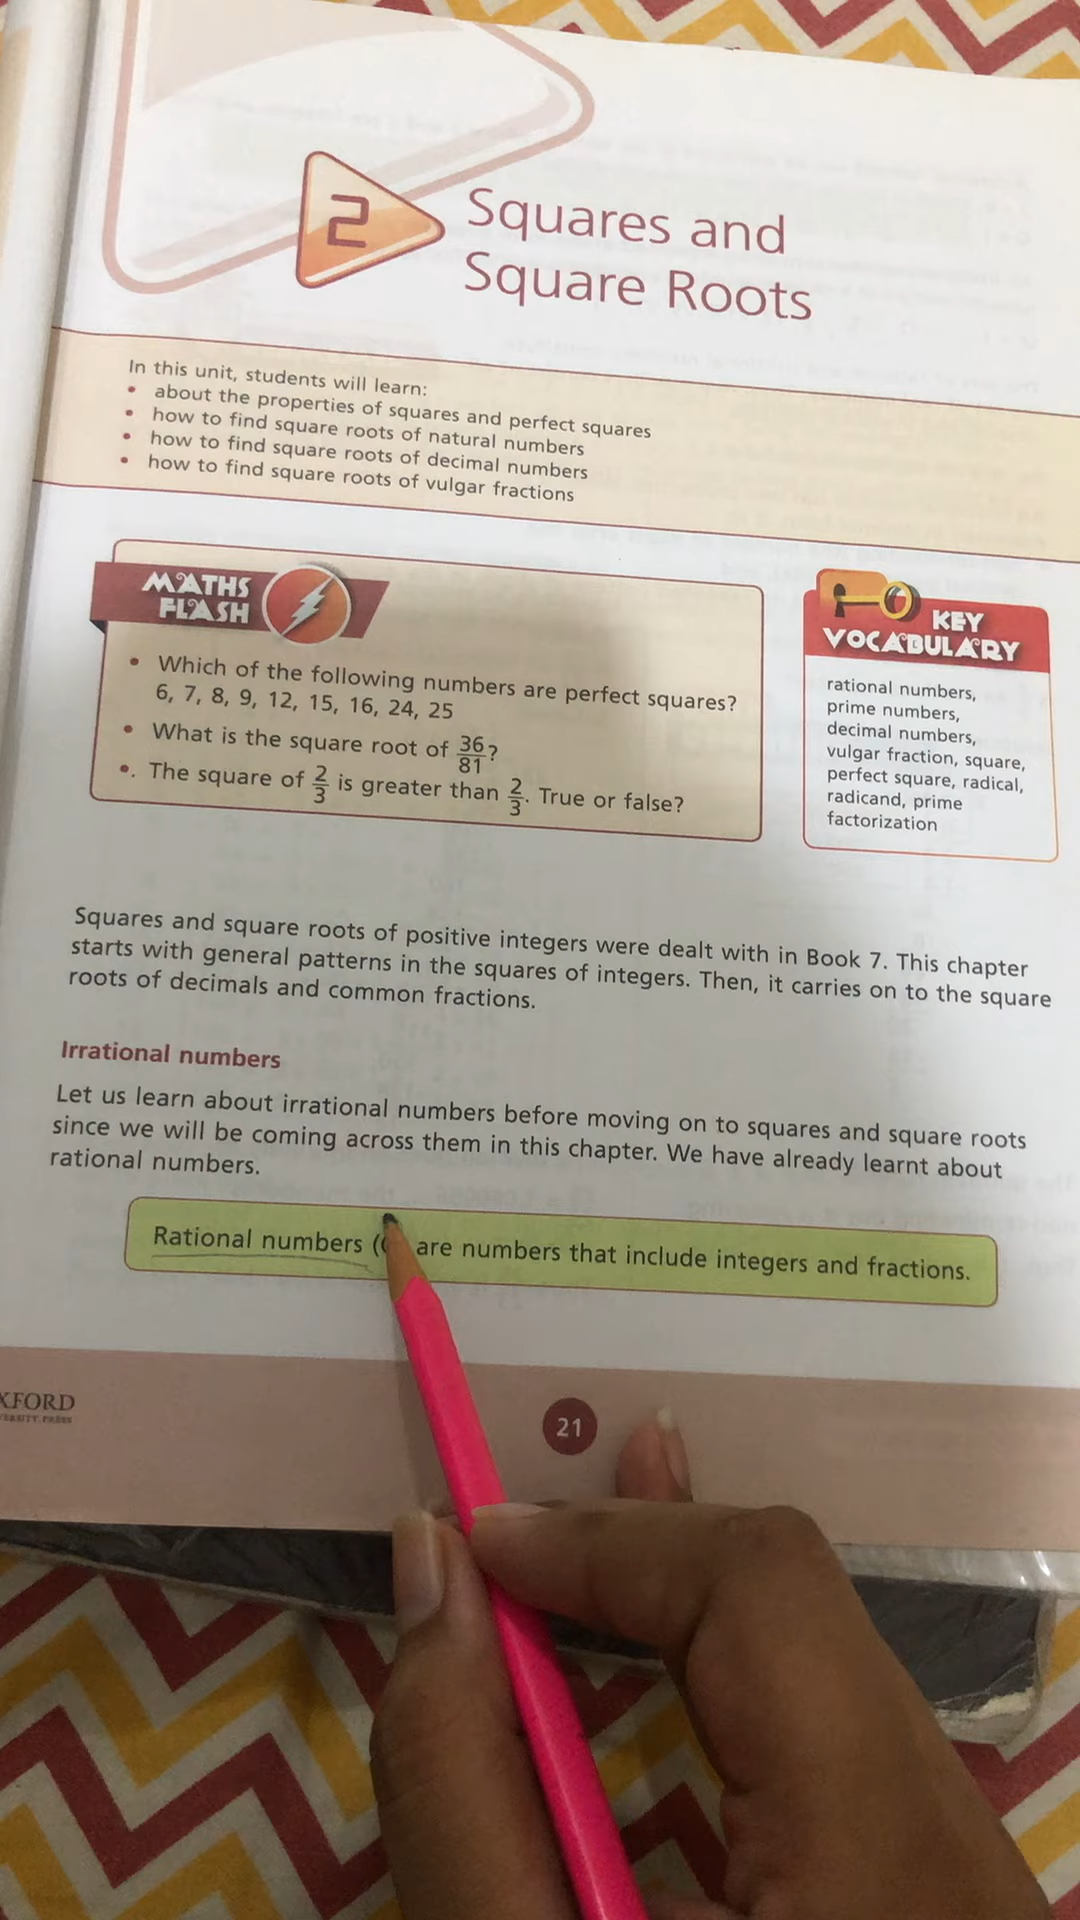 2
Squares and
Square Roots
In this unit, students will learn:
• about the properties of squares and perfect squares
• how to find square roots of natural numbers
• how to find square roots of decimal numbers
• how to find square roots of vulgar fractions
MATHS
FLASH
• Which of the following numbers are perfect squares?
6, 7, 8, 9, 12, 15, 16, 24, 25
• What is the square root of 36/81?
• The square of 2/3 is greater than 2/3. True or false?
KEY
VOCABULARY
rational numbers,
prime numbers,
decimal numbers,
vulgar fraction, square,
perfect square, radical,
radicand, prime
factorization
Squares and square roots of positive integers were dealt with in Book 7. This chapter
starts with general patterns in the squares of integers. Then, it carries on to the square
roots of decimals and common fractions.
Irrational numbers
Let us learn about irrational numbers before moving on to squares and square roots
since we will be coming across them in this chapter. We have already learnt about
rational numbers.
Rational numbers ( are numbers that include integers and fractions.
XFORD
VERSITY PRESS
21